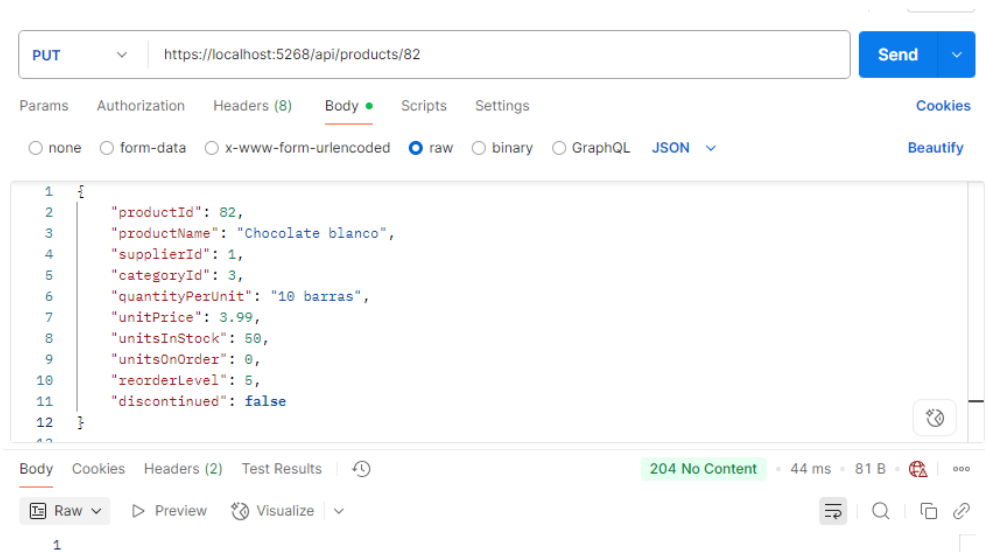 PUT https://localhost:5268/api/products/82 Send
Params Authorization Headers (8) Body Scripts Settings Cookies
none form-data x-www-form-urlencoded raw binary GraphQL JSON Beautify
1 {
2 "productId": 82,
3 "productName": "Chocolate blanco",
4 "supplierId": 1,
5 "categoryId": 3,
6 "quantityPerUnit": "10 barras",
7 "unitPrice": 3.99,
8 "unitsInStock": 50,
9 "unitsOnOrder": 0,
10 "reorderLevel": 5,
11 "discontinued": false
12 }
Body Cookies Headers (2) Test Results 204 No Content 44 ms 81 B
Raw Preview Visualize
1